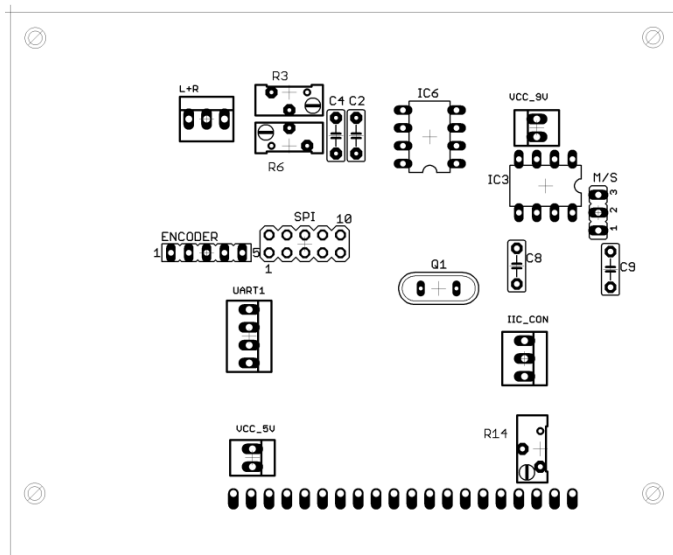 R3
L+R
IC6
VCC_9V
C4 C2
R6
IC3
M/S
3
2
1
SPI
10
ENCODER
1
5
1
C8
C9
Q1
UART1
IIC_CON
VCC_5V
R14